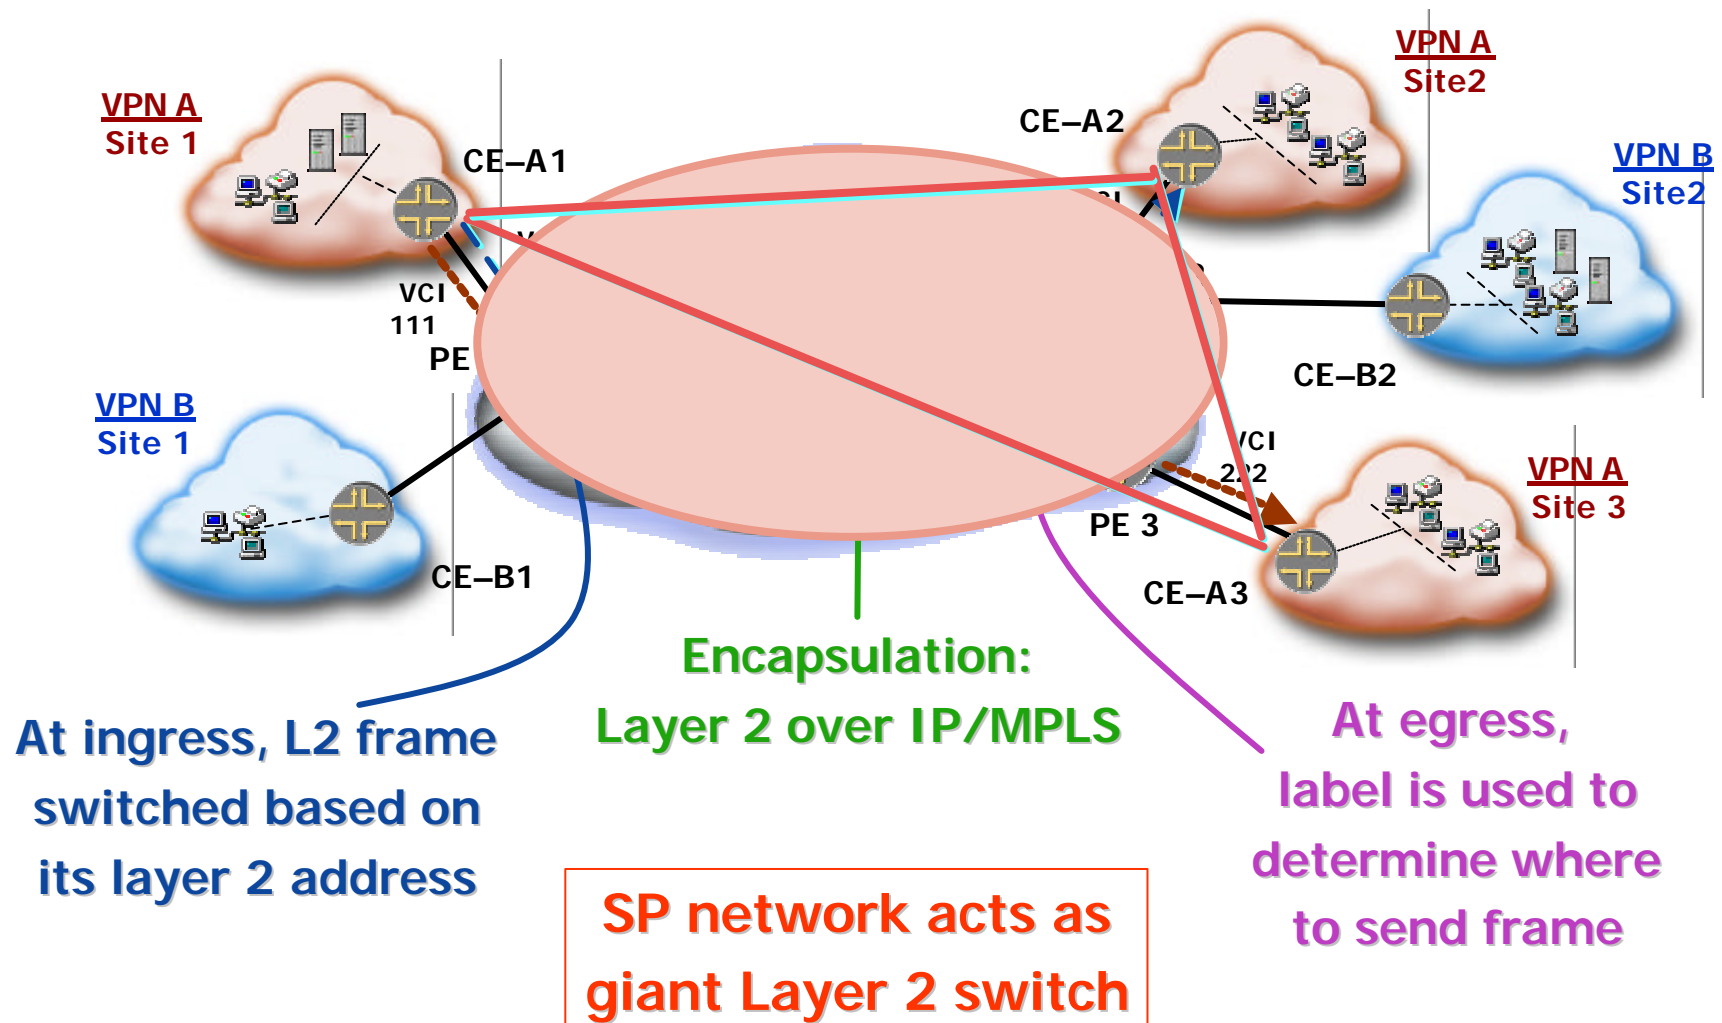 VPN A
Site 1
CE–A1
VCI
111
PE
VPN B
Site 1
CE–B1
CE–A2
VPN A
Site2
VPN B
Site2
CE–B2
VCI
222
PE 3
CE–A3
VPN A
Site 3
Encapsulation:
Layer 2 over IP/MPLS
At ingress, L2 frame
switched based on
its layer 2 address
At egress,
label is used to
determine where
to send frame
SP network acts as
giant Layer 2 switch